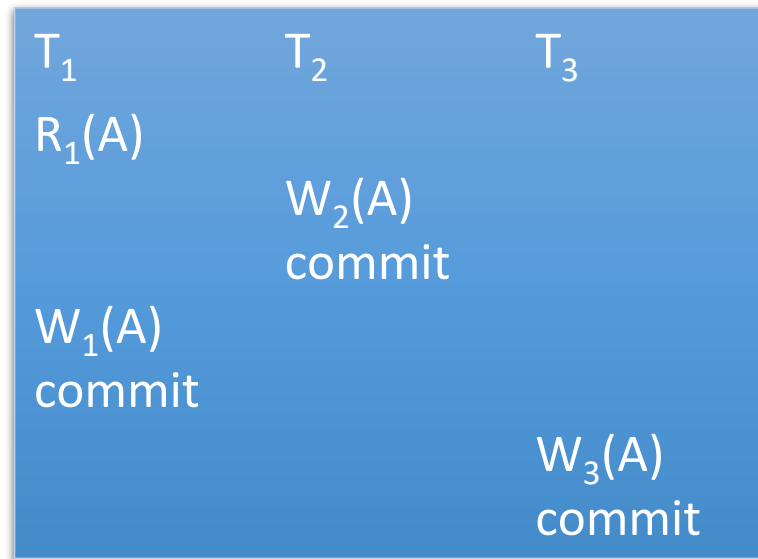 T₁ T₂ T₃
R₁(A)
W₂(A)
commit
W₁(A)
commit
W₃(A)
commit